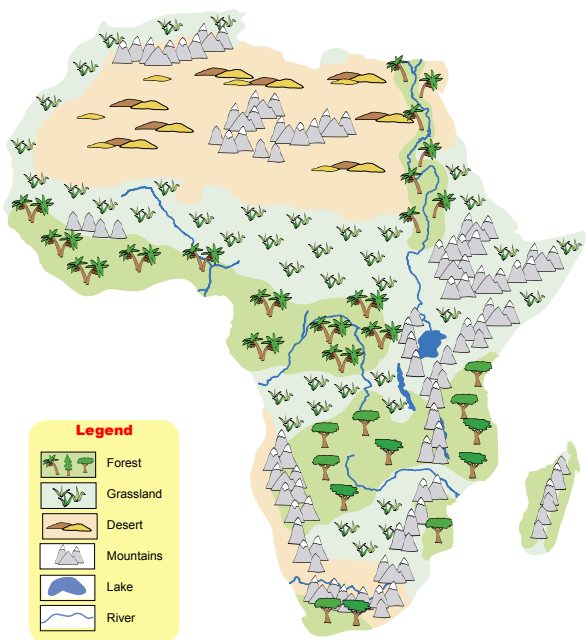 Legend
Forest
Grassland
Desert
Mountains
Lake
River